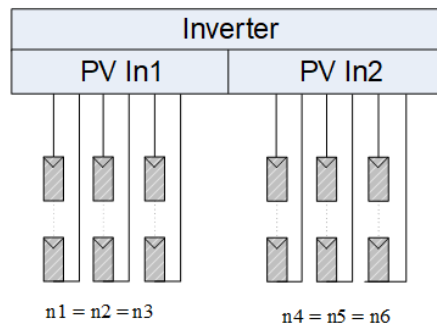 Inverter
PV In1 PV In2
n1 = n2 = n3 n4 = n5 = n6